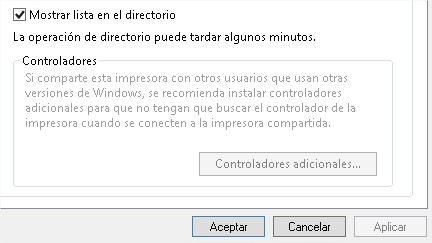 Mostrar lista en el directorio
La operación de directorio puede tardar algunos minutos.
Controladores
Si comparte esta impresora con otros usuarios que usan otras
versiones de Windows, se recomienda instalar controladores
adicionales para que no tengan que buscar el controlador de la
impresora cuando se conecten a la impresora compartida.
Controladores adicionales...
Aceptar Cancelar Aplicar